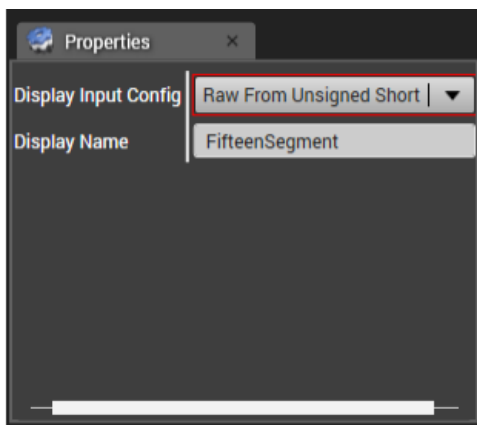 Properties ×
Display Input Config Raw From Unsigned Short
Display Name FifteenSegment